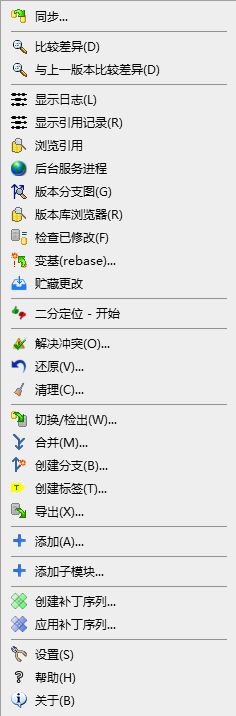 同步...
比较差异(D)
与上一版本比较差异(D)
显示日志(L)
显示引用记录(R)
浏览引用
后台服务进程
版本分支图(G)
版本库浏览器(R)
检查已修改(F)
变基(rebase)...
贮藏更改
二分定位 - 开始
解决冲突(O)...
还原(V)...
清理(C)...
切换/检出(W)...
合并(M)...
创建分支(B)...
创建标签(T)...
导出(X)...
添加(A)...
添加子模块...
创建补丁序列...
应用补丁序列...
设置(S)
帮助(H)
关于(B)